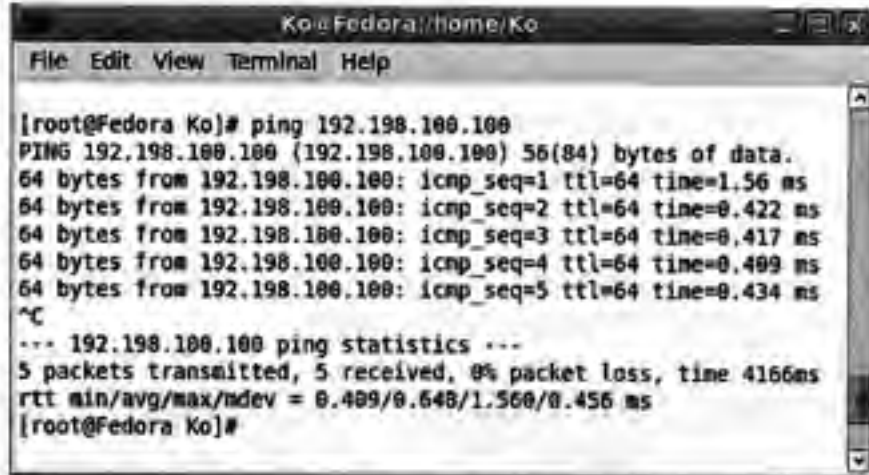 Ko@Fedora:/home/Ko
File Edit View Terminal Help
[root@Fedora Ko]# ping 192.198.100.100
PING 192.198.100.100 (192.198.100.100) 56(84) bytes of data.
64 bytes from 192.198.100.100: icmp_seq=1 ttl=64 time=1.56 ms
64 bytes from 192.198.100.100: icmp_seq=2 ttl=64 time=0.422 ms
64 bytes from 192.198.100.100: icmp_seq=3 ttl=64 time=0.417 ms
64 bytes from 192.198.100.100: icmp_seq=4 ttl=64 time=0.409 ms
64 bytes from 192.198.100.100: icmp_seq=5 ttl=64 time=0.434 ms
^C
--- 192.198.100.100 ping statistics ---
5 packets transmitted, 5 received, 0% packet loss, time 4166ms
rtt min/avg/max/mdev = 0.409/0.648/1.560/0.456 ms
[root@Fedora Ko]#